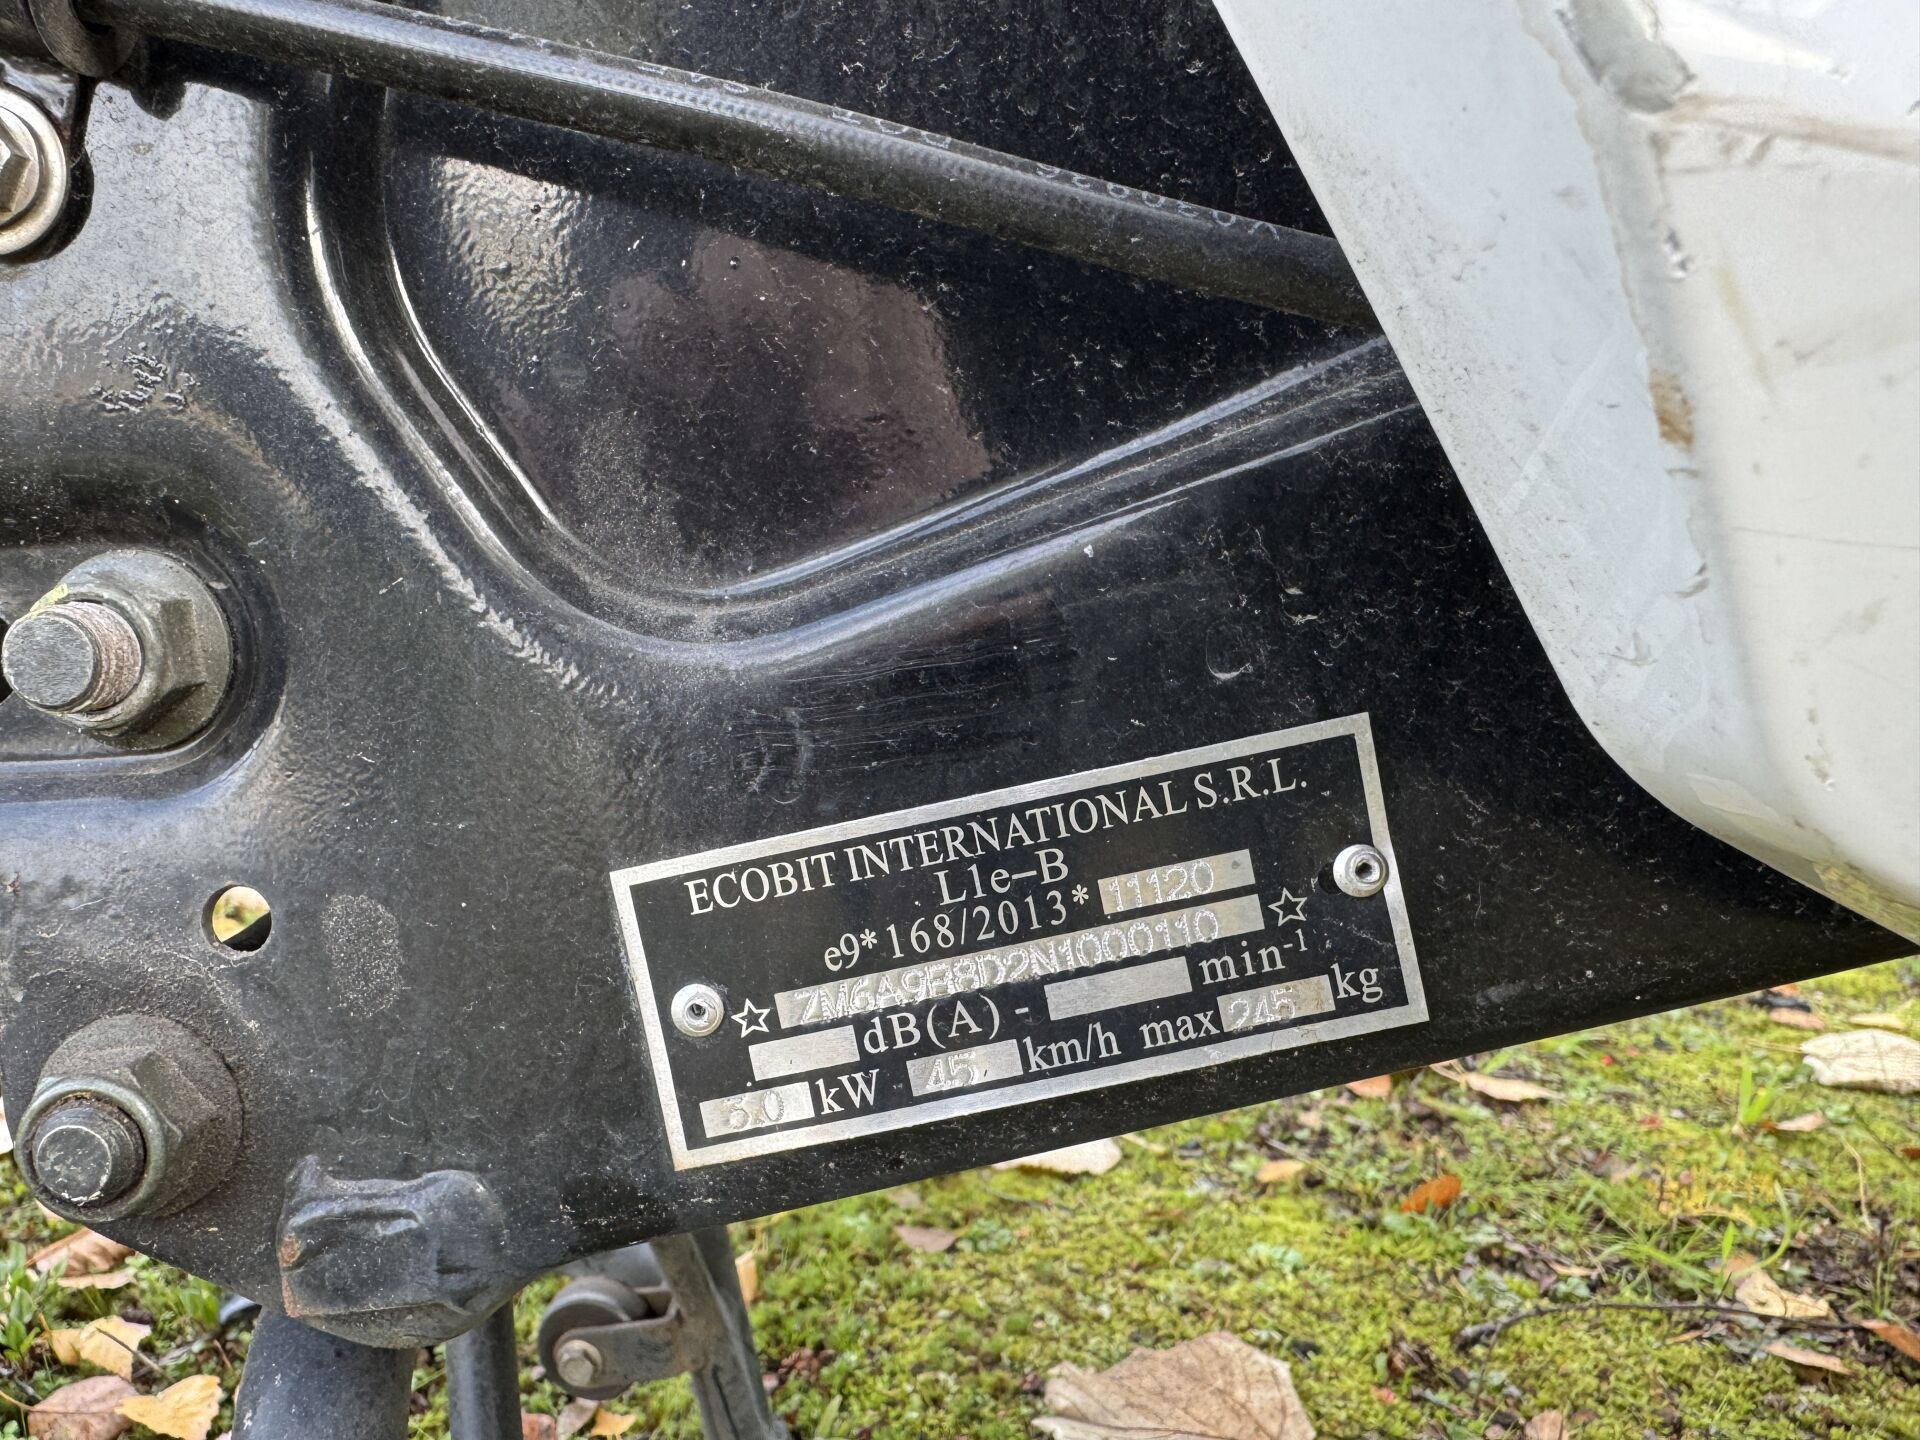 ECOBIT INTERNATIONAL S.R.L.
L1e-B
e9*168/2013*11120
☆ ZM6A9E8D2N1000110 ☆
dB(A) - min-1
3.0 kW 45 km/h max 245 kg